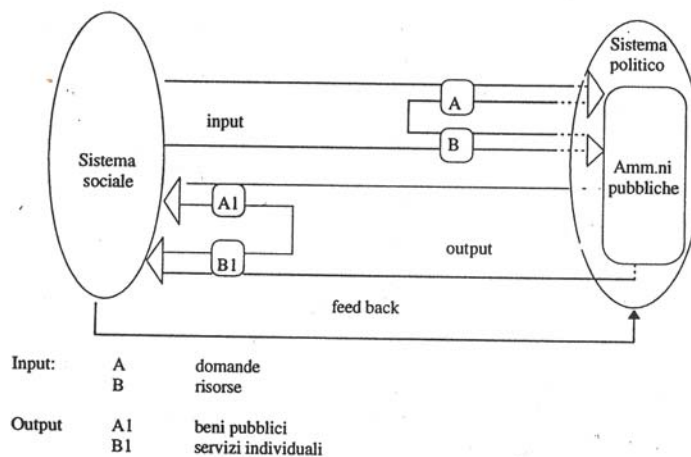 Sistema
politico
A
input
B
Sistema
sociale
Amm.ni
pubbliche
A1
output
B1
feed back
Input: A domande
B risorse
Output A1 beni pubblici
B1 servizi individuali